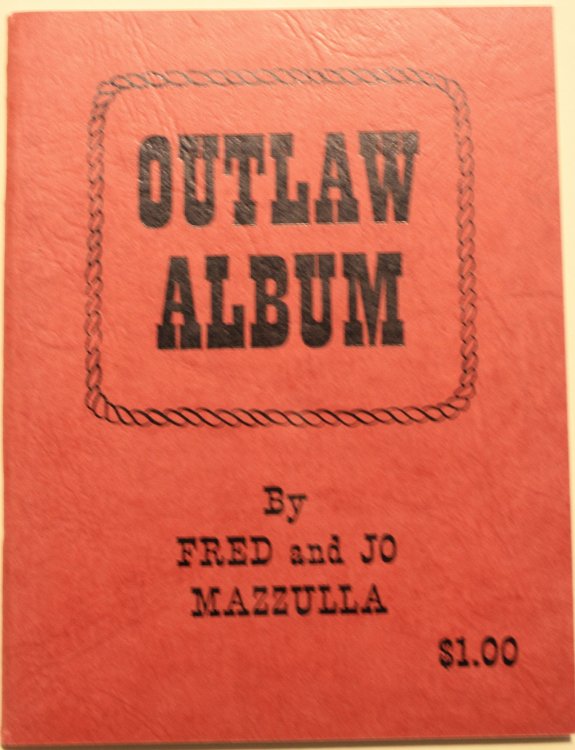 OUTLAW
ALBUM
By
FRED and JO
MAZZULLA
$1.00